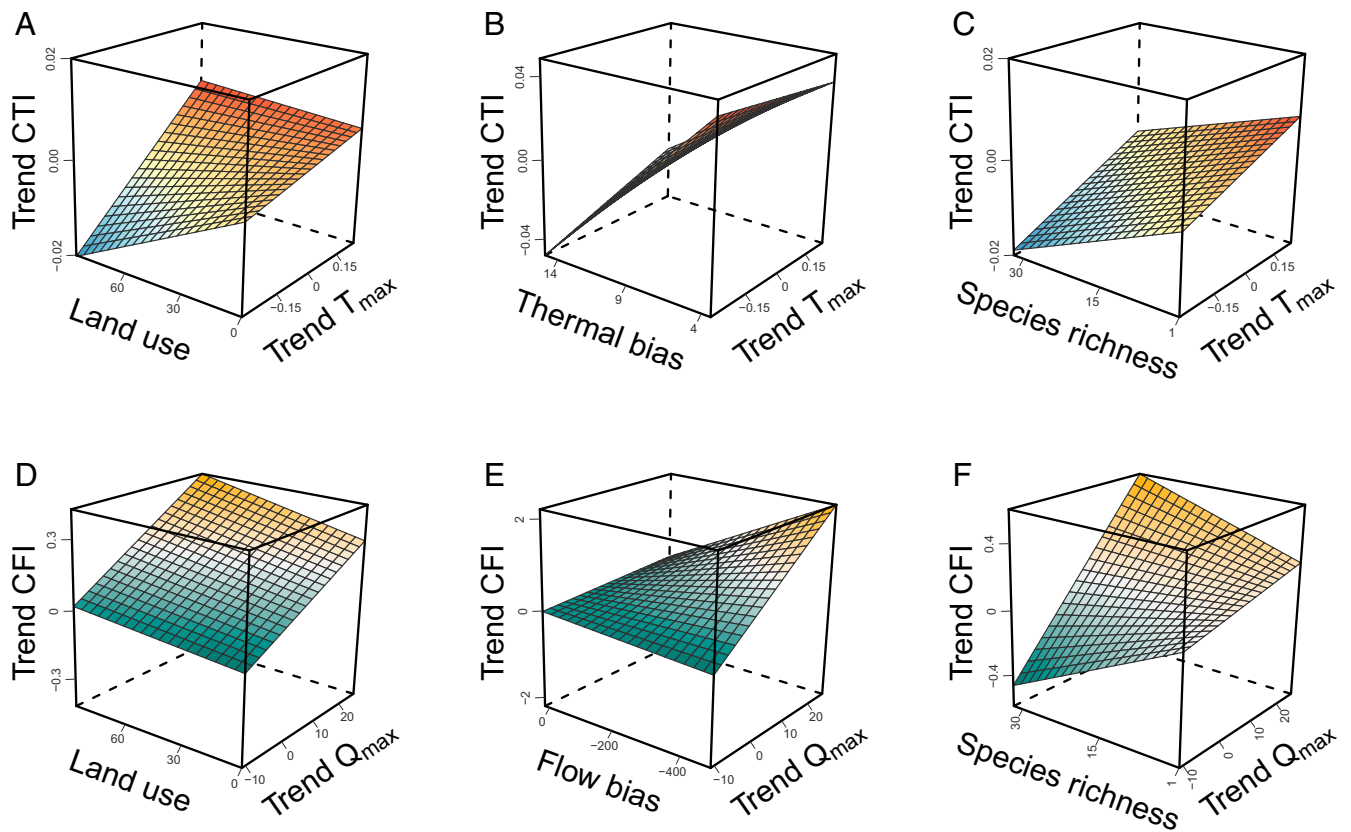 A
Trend CTI
0.02
0.00
−0.02
60
30
0
Land use
−0.15
0
0.15
Trend Tmax
B
Trend CTI
0.04
0.00
−0.04
14
9
4
Thermal bias
−0.15
0
0.15
Trend Tmax
C
Trend CTI
0.02
0.00
−0.02
30
15
1
Species richness
−0.15
0
0.15
Trend Tmax
D
Trend CFI
0.3
0
−0.3
60
30
0
Land use
−10
0
10
20
Trend Qmax
E
Trend CFI
2
0
−2
0
−200
−400
Flow bias
−10
0
10
20
Trend Qmax
F
Trend CFI
0.4
0
−0.4
30
15
1
Species richness
−10
0
10
20
Trend Qmax